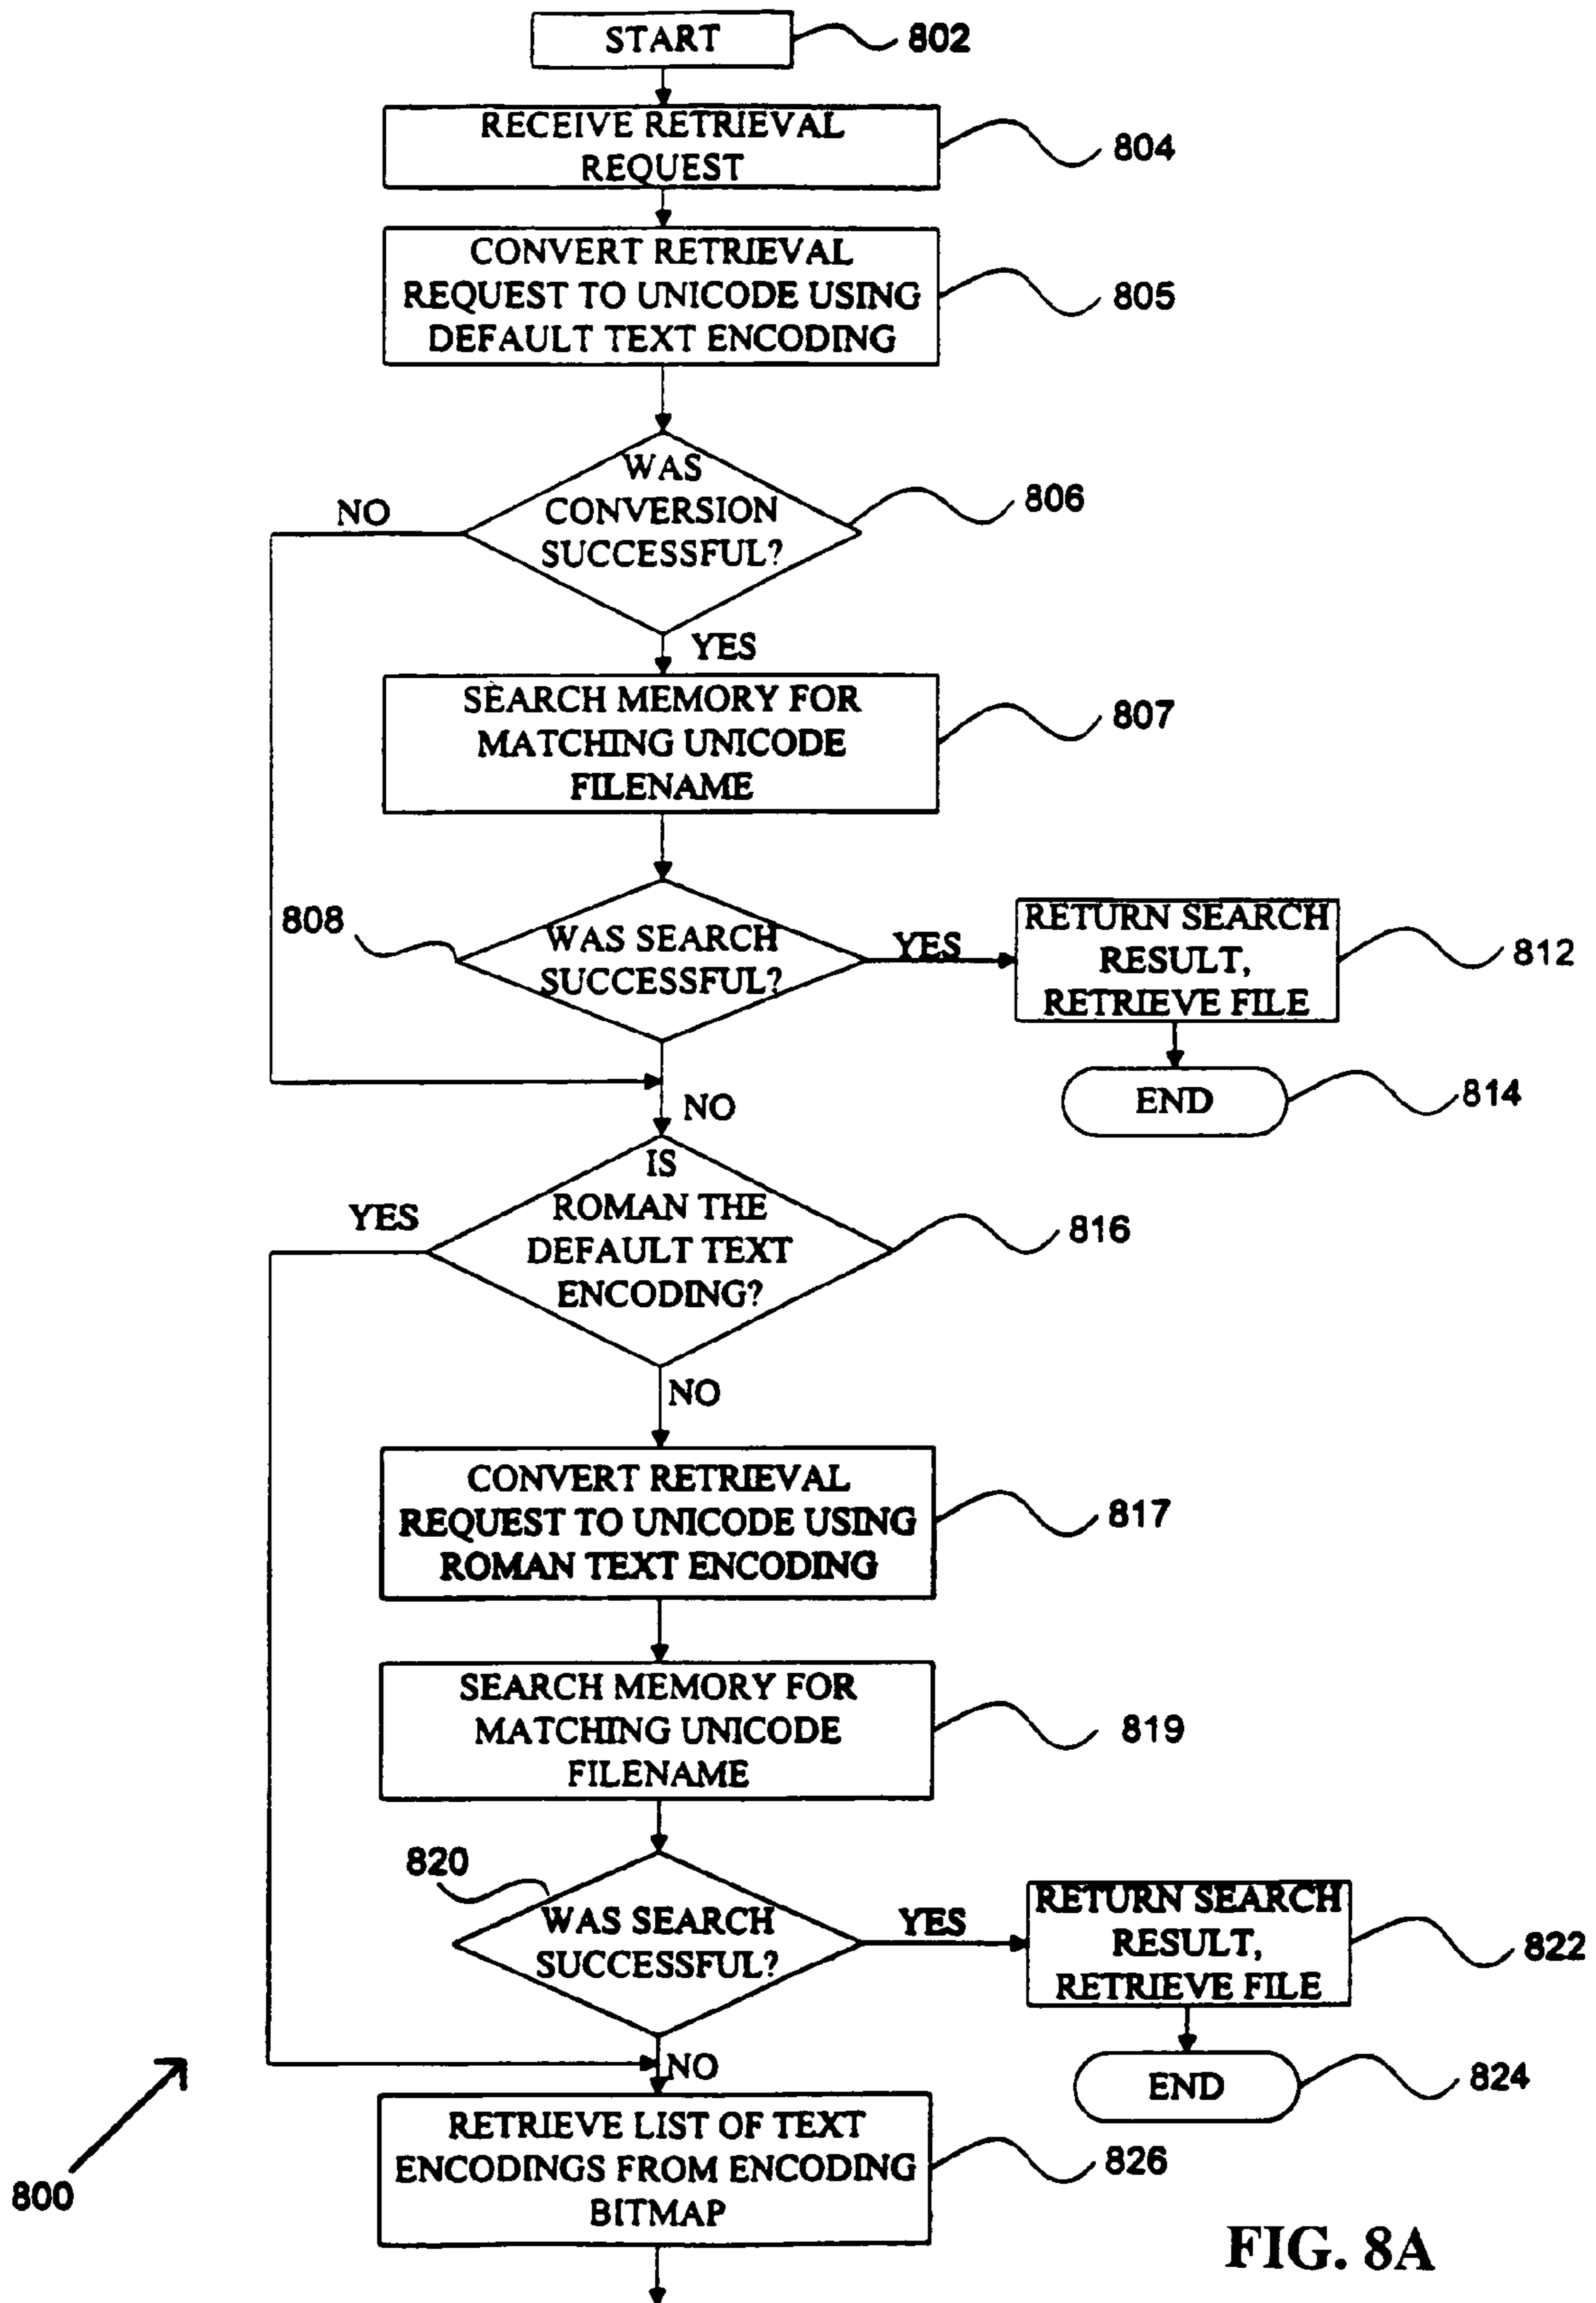 START
802
RECEIVE RETRIEVAL
REQUEST
804
CONVERT RETRIEVAL
REQUEST TO UNICODE USING
DEFAULT TEXT ENCODING
805
WAS
CONVERSION
SUCCESSFUL?
806
NO
YES
SEARCH MEMORY FOR
MATCHING UNICODE
FILENAME
807
808
WAS SEARCH
SUCCESSFUL?
YES
RETURN SEARCH
RESULT,
RETRIEVE FILE
812
END
814
NO
IS
ROMAN THE
DEFAULT TEXT
ENCODING?
816
YES
NO
CONVERT RETRIEVAL
REQUEST TO UNICODE USING
ROMAN TEXT ENCODING
817
SEARCH MEMORY FOR
MATCHING UNICODE
FILENAME
819
820
WAS SEARCH
SUCCESSFUL?
YES
RETURN SEARCH
RESULT,
RETRIEVE FILE
822
END
824
NO
RETRIEVE LIST OF TEXT
ENCODINGS FROM ENCODING
BITMAP
826
800
FIG. 8A